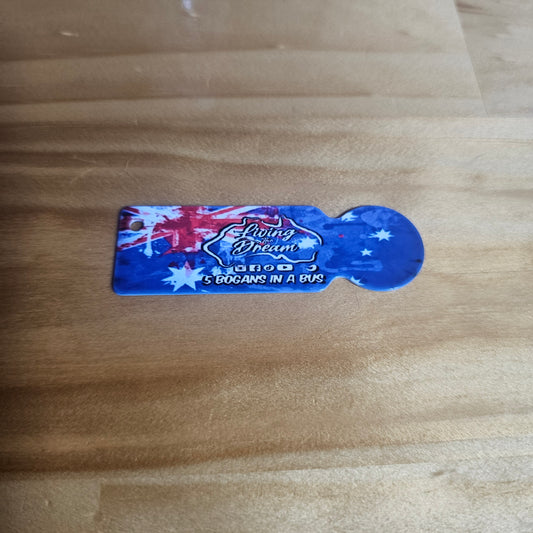 Living
the
Dream
5 BOGANS IN A BUS